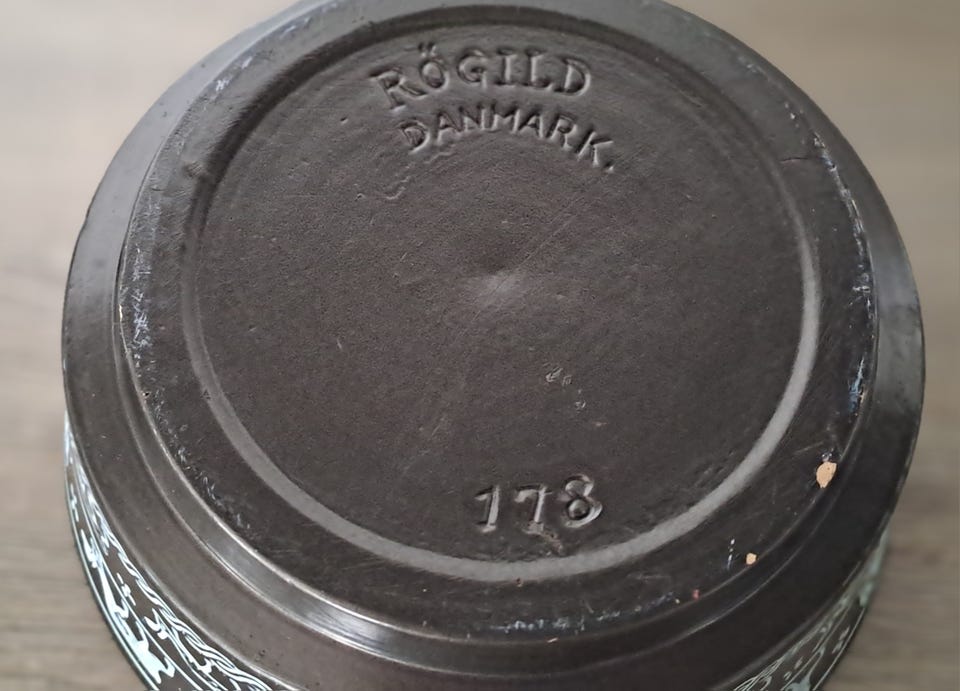 RÖGILD
DANMARK.
178